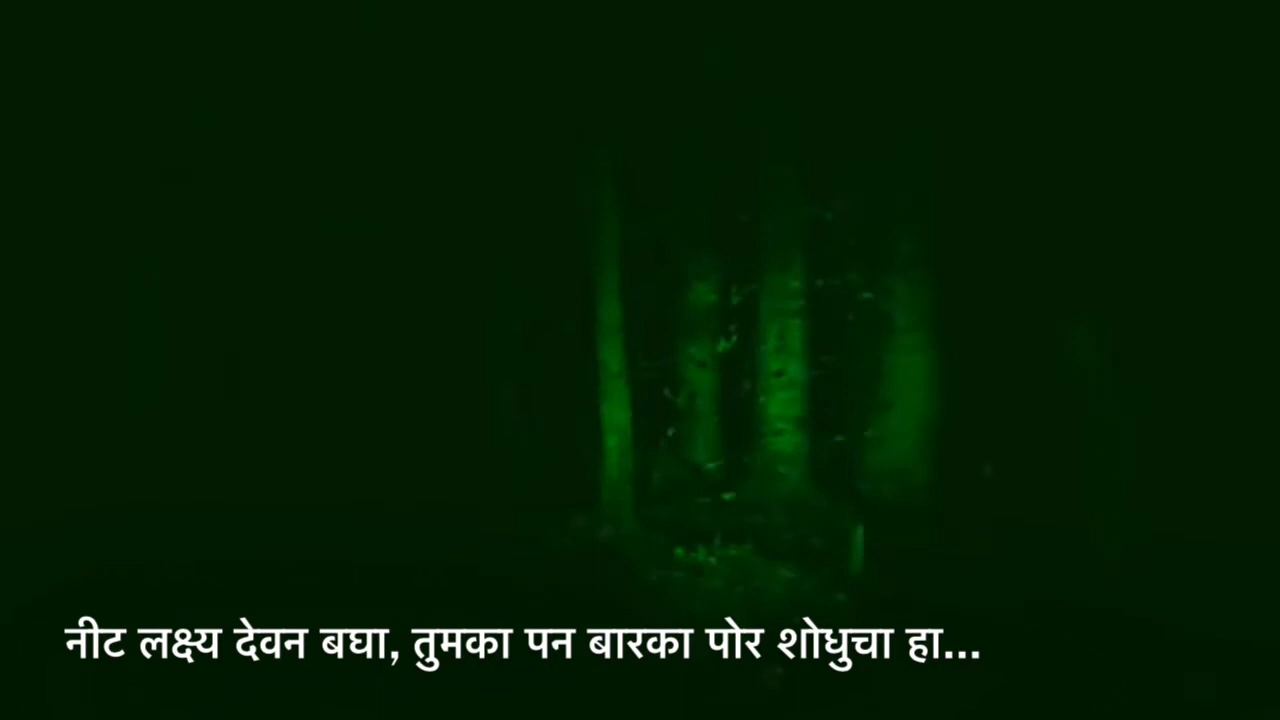 नीट लक्ष्य देवन बघा, तुमका पन बारका पोर शोधुचा हा...